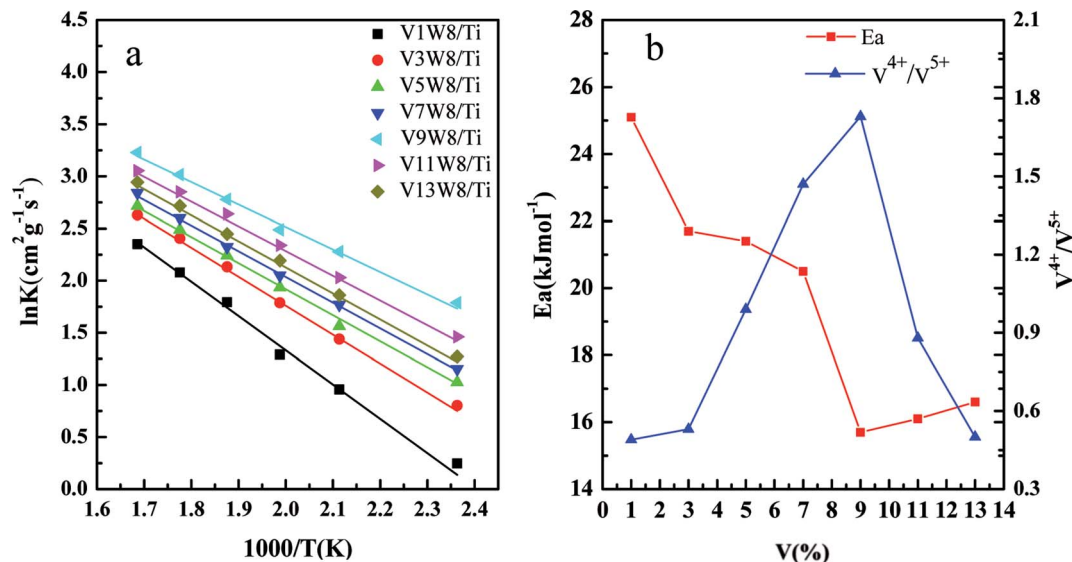 a
V1W8/Ti
V3W8/Ti
V5W8/Ti
V7W8/Ti
V9W8/Ti
V11W8/Ti
V13W8/Ti
4.5
4.0
3.5
3.0
2.5
2.0
1.5
1.0
0.5
0.0
lnK(cm²g⁻¹s⁻¹)
1.6 1.7 1.8 1.9 2.0 2.1 2.2 2.3 2.4
1000/T(K)
b
Ea
V⁴⁺/V⁵⁺
28
26
24
22
20
18
16
14
Ea(kJmol⁻¹)
2.1
1.8
1.5
1.2
0.9
0.6
0.3
V⁴⁺/V⁵⁺
0 1 2 3 4 5 6 7 8 9 10 11 12 13 14
V(%)